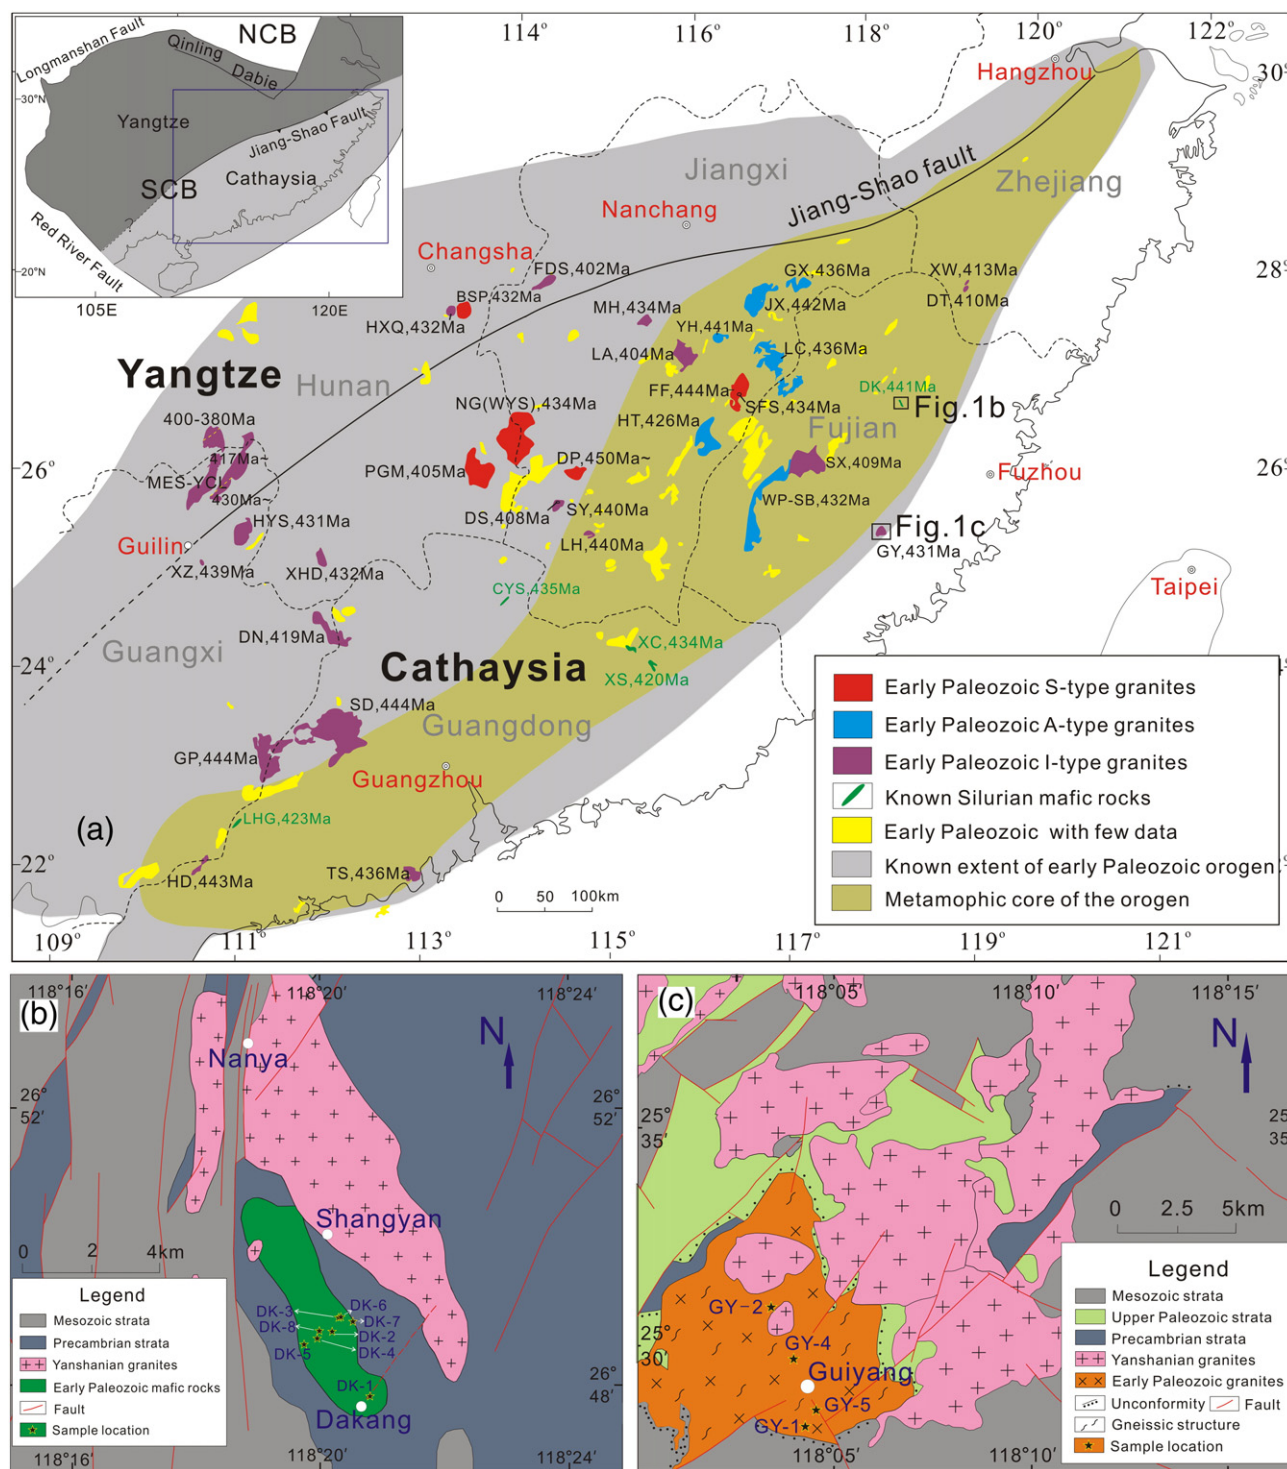 114°
116°
118°
120°
122°
30°
28°
26°
24°
22°
109°
111°
113°
115°
117°
119°
121°
30°
28°
Longmanshan Fault
NCB
Qinling
Dabie
30°N
Yangtze
Jiang-Shao Fault
SCB
Cathaysia
Red River Fault
20°N
105E
120E
Hangzhou
Jiangxi
Zhejiang
Nanchang
Jiang-Shao fault
Changsha
FDS,402Ma
GX,436Ma
XW,413Ma
BSP,432Ma
MH,434Ma
JX,442Ma
DT,410Ma
HXQ,432Ma
YH,441Ma
LA,404Ma
LC,436Ma
Yangtze
Hunan
FF,444Ma
DK,441Ma
NG(WYS),434Ma
SFS,434Ma
Fig.1b
400-380Ma
HT,426Ma
Fujian
417Ma~
PGM,405Ma
DP,450Ma~
SX,409Ma
Fuzhou
MES-YCL
430Ma~
WP-SB,432Ma
HYS,431Ma
DS,408Ma
SY,440Ma
Fig.1c
Guilin
LH,440Ma
GY,431Ma
XZ,439Ma
XHD,432Ma
Taipei
CYS,435Ma
DN,419Ma
XC,434Ma
Guangxi
Cathaysia
XS,420Ma
SD,444Ma
Guangdong
GP,444Ma
Guangzhou
(a)
LHG,423Ma
HD,443Ma
TS,436Ma
0 50 100km
Early Paleozoic S-type granites
Early Paleozoic A-type granites
Early Paleozoic I-type granites
Known Silurian mafic rocks
Early Paleozoic with few data
Known extent of early Paleozoic orogen
Metamophic core of the orogen
118°16′
118°20′
118°24′
(b)
N
Nanya
26°
52′
Shangyan
0 2 4km
Legend
Mesozoic strata
Precambrian strata
Yanshanian granites
Early Paleozoic mafic rocks
Fault
Sample location
DK-3
DK-6
DK-8
DK-7
DK-2
DK-5
DK-4
DK-1
26°
48′
Dakang
118°16′
118°20′
118°24′
(c)
118°05′
118°10′
118°15′
N
25°
35′
25°
35′
0 2.5 5km
GY-2
GY-4
25°
30′
Guiyang
GY-5
GY-1
Legend
Mesozoic strata
Upper Paleozoic strata
Precambrian strata
Yanshanian granites
Early Paleozoic granites
Unconformity
Fault
Gneissic structure
Sample location
118°05′
118°10′
118°15′